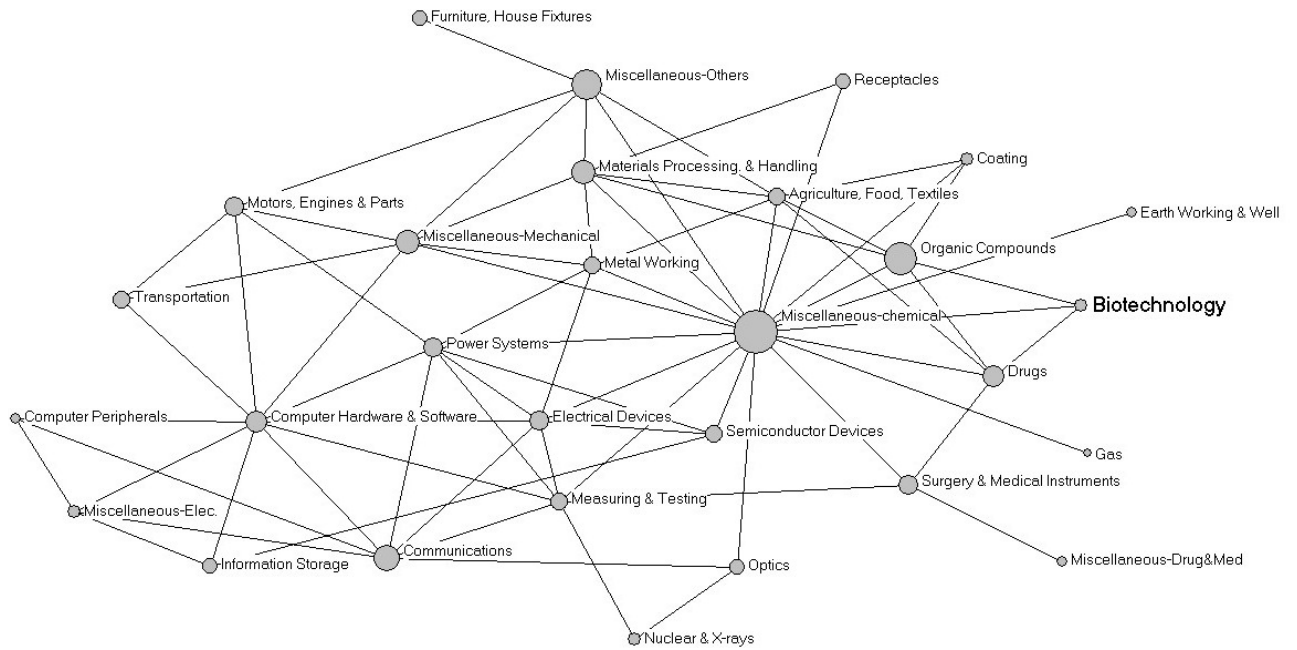 Furniture, House Fixtures
Miscellaneous-Others
Receptacles
Coating
Materials Processing. & Handling
Agriculture, Food, Textiles
Motors, Engines & Parts
Earth Working & Well
Miscellaneous-Mechanical
Organic Compounds
Metal Working
Transportation
Biotechnology
Miscellaneous-chemical
Power Systems
Drugs
Computer Peripherals
Computer Hardware & Software
Electrical Devices
Semiconductor Devices
Gas
Surgery & Medical Instruments
Measuring & Testing
Miscellaneous-Elec.
Communications
Information Storage
Optics
Miscellaneous-Drug&Med
Nuclear & X-rays